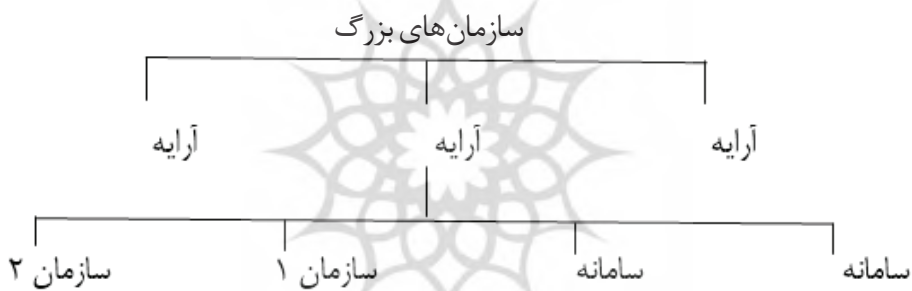 سازمان‌های بزرگ
آرایه آرایه آرایه
سامانه سامانه سازمان ۱ سازمان ۲